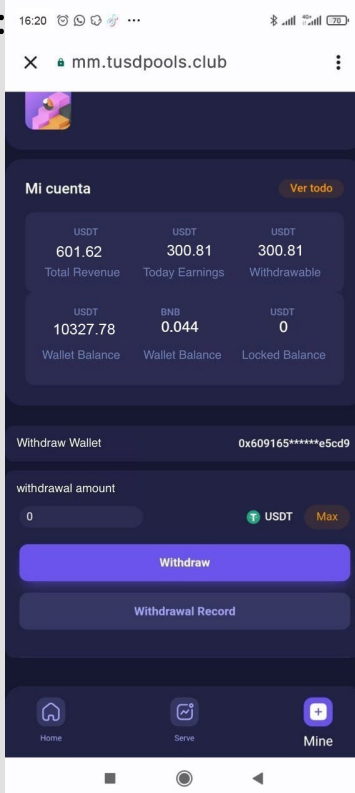 16:20 ... 4G+ 70
mm.tusdpools.club
Mi cuenta Ver todo
USDT USDT USDT
601.62 300.81 300.81
Total Revenue Today Earnings Withdrawable
USDT BNB USDT
10327.78 0.044 0
Wallet Balance Wallet Balance Locked Balance
Withdraw Wallet 0x609165******e5cd9
withdrawal amount
0 T USDT Max
Withdraw
Withdrawal Record
Home Serve Mine